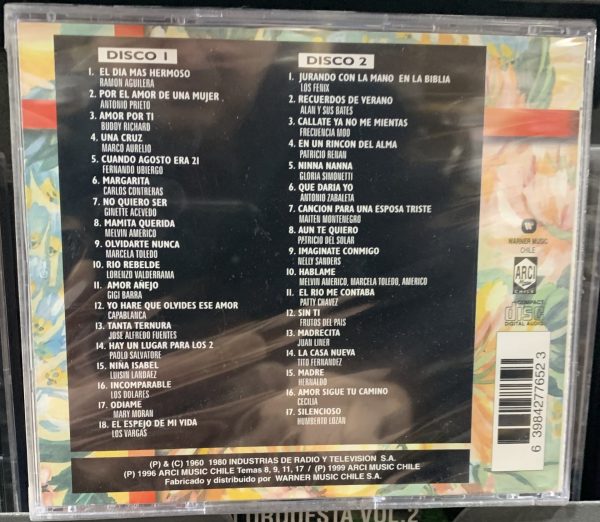 DISCO 1
1. EL DIA MAS HERMOSO
RAMON AGUILERA
2. POR EL AMOR DE UNA MUJER
ANTONIO PRIETO
3. AMOR POR TI
BUDDY RICHARD
4. UNA CRUZ
MARCO AURELIO
5. CUANDO AGOSTO ERA 21
FERNANDO UBIERGO
6. MARGARITA
CARLOS CONTRERAS
7. NO QUIERO SER
GINETTE ACEVEDO
8. MAMITA QUERIDA
MELVIN AMERICO
9. OLVIDARTE NUNCA
MARCELA TOLEDO
10. RIO REBELDE
LORENZO VALDERRAMA
11. AMOR AÑEJO
GIGI BARRA
12. YO HARE QUE OLVIDES ESE AMOR
CAPABLANCA
13. TANTA TERNURA
JOSE ALFREDO FUENTES
14. HAY UN LUGAR PARA LOS 2
PAOLO SALVATORE
15. NIÑA ISABEL
LUISIN LANDAEZ
16. INCOMPARABLE
LOS DOLARES
17. ODIAME
MARY MORAN
18. EL ESPEJO DE MI VIDA
LOS VARGAS
DISCO 2
1. JURANDO CON LA MANO EN LA BIBLIA
LOS FENIX
2. RECUERDOS DE VERANO
ALAN Y SUS BATES
3. CALLATE YA NO ME MIENTAS
FRECUENCIA MOD
4. EN UN RINCON DEL ALMA
PATRICIO RENAN
5. NINNA NANNA
GLORIA SIMONETTI
6. QUE DARIA YO
ANTONIO ZABALETA
7. CANCION PARA UNA ESPOSA TRISTE
MAITEN MONTENEGRO
8. AUN TE QUIERO
PATRICIO DEL SOLAR
9. IMAGINATE CONMIGO
NELLY SANDERS
10. HABLAME
MELVIN AMERICO, MARCELA TOLEDO, AMERICO
11. EL RIO ME CONTABA
PATTY CHAVEZ
12. SIN TI
FRUTOS DEL PAIS
13. MADRECITA
JUAN LINER
14. LA CASA NUEVA
TITO FERNANDEZ
15. MADRE
HERNALDO
16. AMOR SIGUE TU CAMINO
CECILIA
17. SILENCIOSO
HUMBERTO LOZAN
WARNER MUSIC
CHILE
ARCI
Music
CHILE
COMPACT
disc
DIGITAL AUDIO
6 39842 77652 3
(P) & (C) 1960 1980 INDUSTRIAS DE RADIO Y TELEVISION S.A.
(P) 1996 ARCI MUSIC CHILE Temas 8, 9, 11, 17 / (P) 1999 ARCI MUSIC CHILE
Fabricado y distribuido por WARNER MUSIC CHILE S.A.
ORQUESTA VOL.2